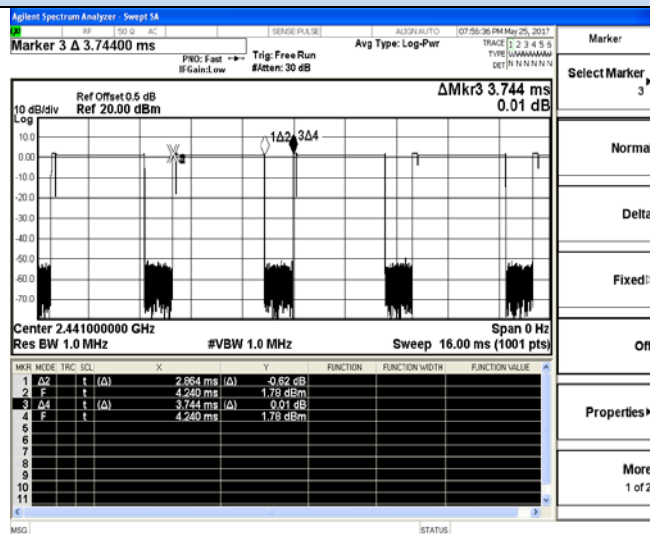 Agilent Spectrum Analyzer - Swept SA
RF 50 Ω AC SENSE:PULSE ALIGN AUTO 07:56:36 PM May 25, 2017
Marker 3 Δ 3.74400 ms
PNO: Fast
IFGain:Low
Trig: Free Run
#Atten: 30 dB
Avg Type: Log-Pwr
TRACE 1 2 3 4 5 6
TYPE
DET N N N N N N
Ref Offset 0.5 dB
10 dB/div Ref 20.00 dBm
ΔMkr3 3.744 ms
0.01 dB
Log
10.0
0.00
-10.0
-20.0
-30.0
-40.0
-50.0
-60.0
-70.0
1Δ2 3Δ4
Center 2.441000000 GHz Span 0 Hz
Res BW 1.0 MHz #VBW 1.0 MHz Sweep 16.00 ms (1001 pts)
MKR MODE TRC SCL X Y FUNCTION FUNCTION WIDTH FUNCTION VALUE
1 Δ2 t (Δ) 2.864 ms (Δ) -0.62 dB
2 F t 4.240 ms 1.78 dBm
3 Δ4 t (Δ) 3.744 ms (Δ) 0.01 dB
4 F t 4.240 ms 1.78 dBm
5
6
7
8
9
10
11
MSG STATUS
Marker
Select Marker
3
Normal
Delta
Fixed
Off
Properties
More
1 of 2